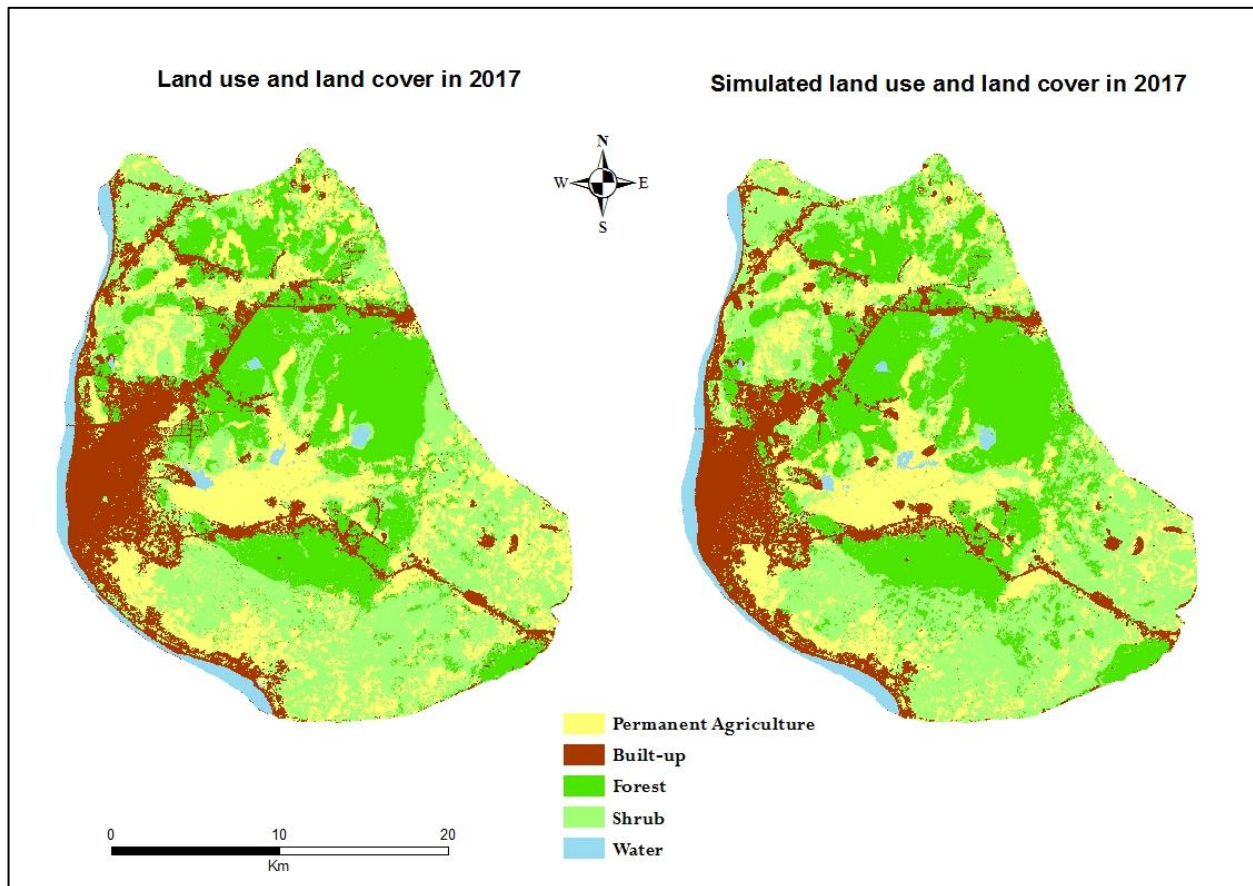 Land use and land cover in 2017
Simulated land use and land cover in 2017
N
W E
S
Permanent Agriculture
Built-up
Forest
Shrub
Water
0 10 20
Km